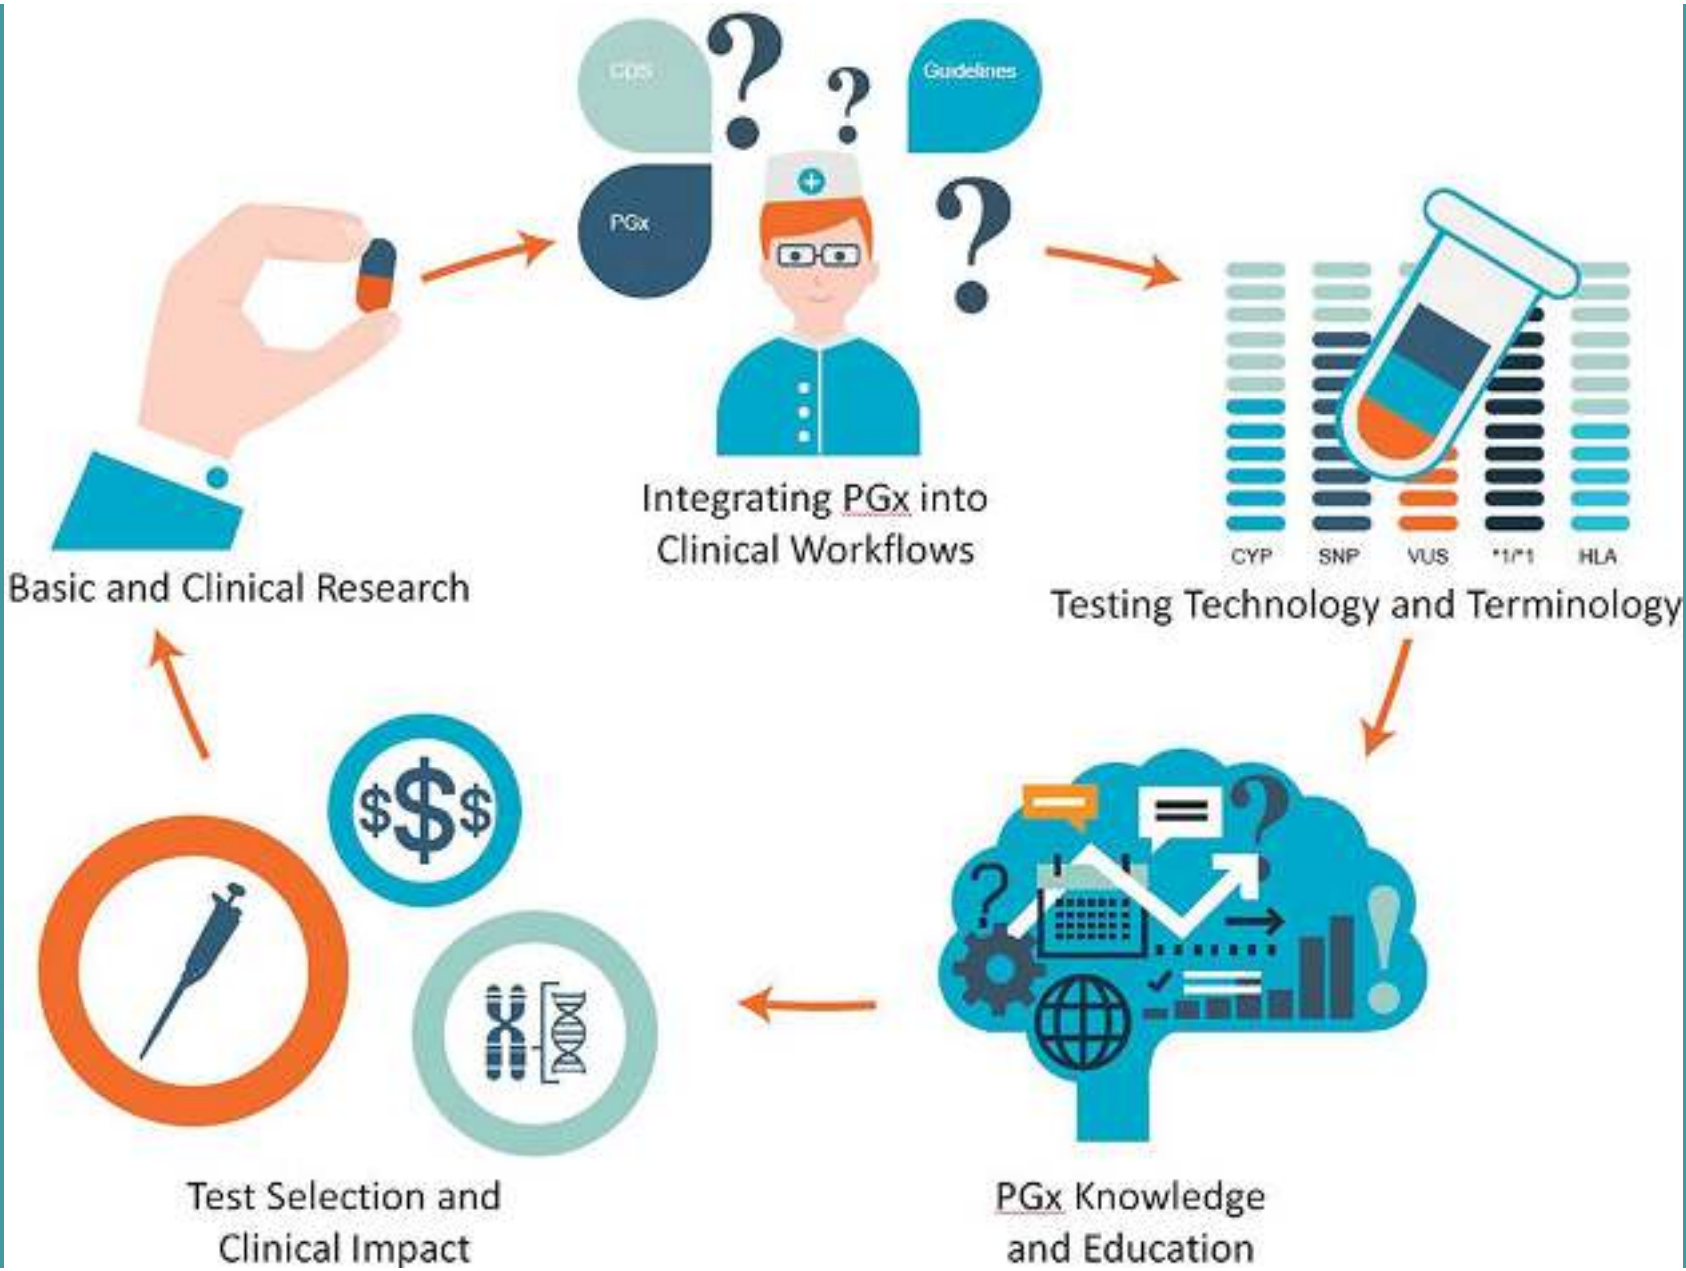 CDS
Guidelines
PGx
Integrating PGx into
Clinical Workflows
CYP
SNP
VUS
*1/*1
HLA
Basic and Clinical Research
Testing Technology and Terminology
$$$
Test Selection and
Clinical Impact
PGx Knowledge
and Education